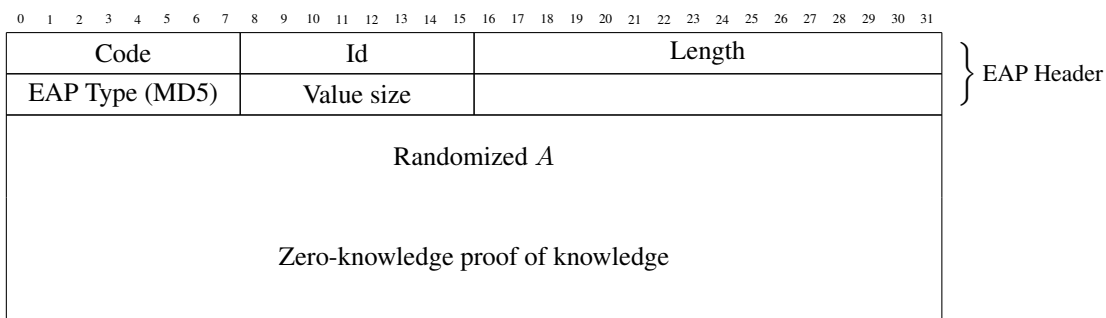 0 1 2 3 4 5 6 7 8 9 10 11 12 13 14 15 16 17 18 19 20 21 22 23 24 25 26 27 28 29 30 31
Code Id Length
EAP Header
EAP Type (MD5) Value size
Randomized A
Zero-knowledge proof of knowledge